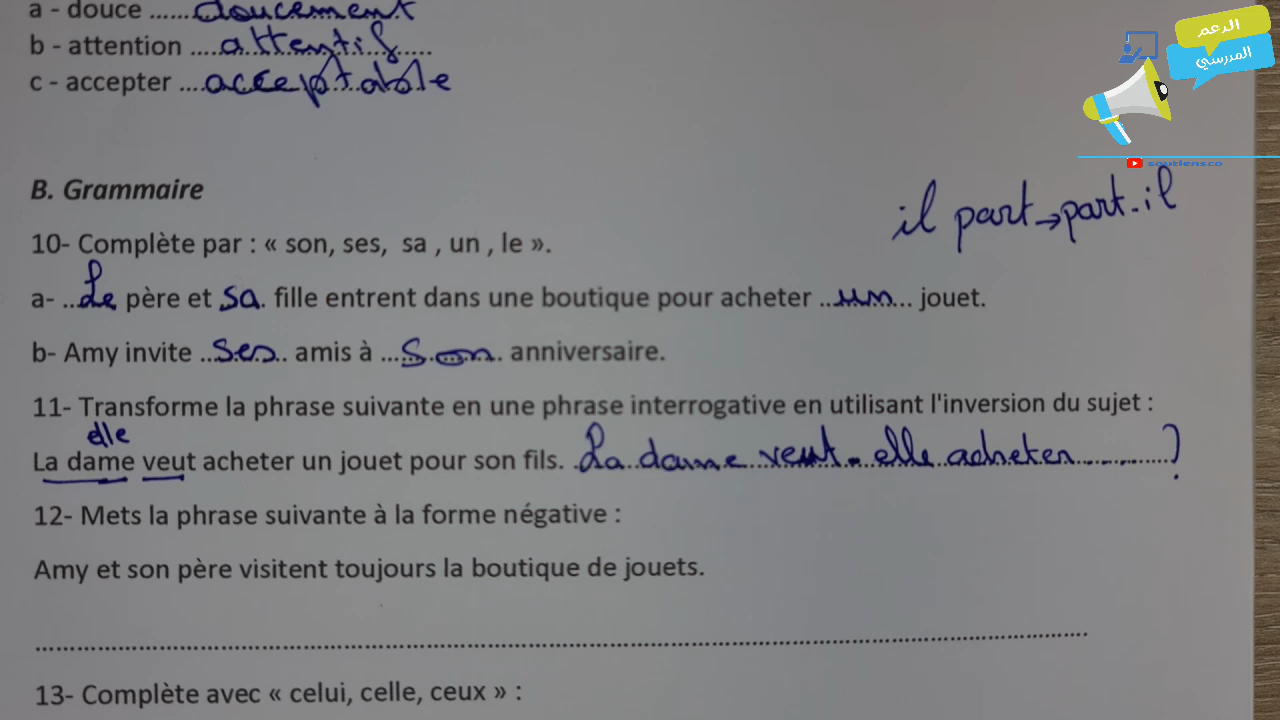 a - douce ......doucement
b - attention ....attentif......
c - accepter ....acceptable
الدعم
المدرسي
soutiensco
B. Grammaire
il part → part-il
10- Complète par : « son, ses, sa , un , le ».
a- ..Le père et sa. fille entrent dans une boutique pour acheter ..un... jouet.
b- Amy invite ...ses.. amis à ...son. anniversaire.
11- Transforme la phrase suivante en une phrase interrogative en utilisant l'inversion du sujet :
elle
La dame veut acheter un jouet pour son fils. .La dame veut-elle acheter ........... ?
12- Mets la phrase suivante à la forme négative :
Amy et son père visitent toujours la boutique de jouets.
................................................................
13- Complète avec « celui, celle, ceux » :